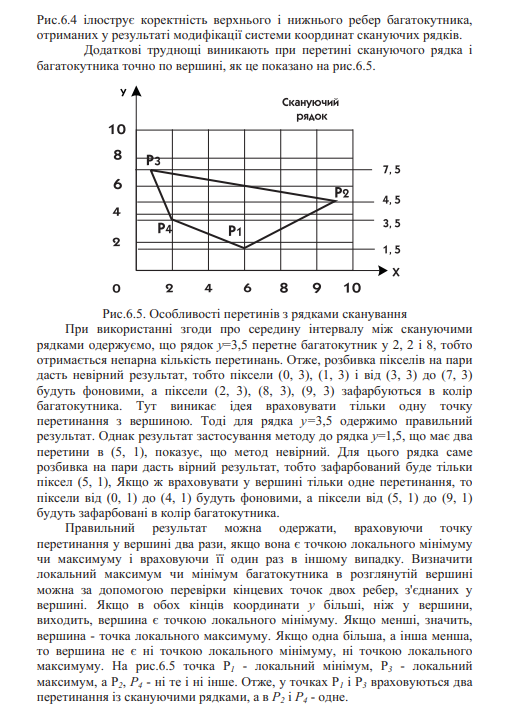 Рис.6.4 ілюструє коректність верхнього і нижнього ребер багатокутника,
отриманих у результаті модифікації системи координат скануючих рядків.
Додаткові труднощі виникають при перетині скануючого рядка і
багатокутника точно по вершині, як це показано на рис.6.5.
У
Скануючий
рядок
10
8
6
4
2
0
2
4
6
8
9
10
X
P3
P2
P4
P1
7, 5
4, 5
3, 5
1, 5
Рис.6.5. Особливості перетинів з рядками сканування
При використанні згоди про середину інтервалу між скануючими
рядками одержуємо, що рядок y=3,5 перетне багатокутник у 2, 2 і 8, тобто
отримається непарна кількість перетинань. Отже, розбивка пікселів на пари
дасть невірний результат, тобто піксели (0, 3), (1, 3) і від (3, 3) до (7, 3)
будуть фоновими, а піксели (2, 3), (8, 3), (9, 3) зафарбуються в колір
багатокутника. Тут виникає ідея враховувати тільки одну точку
перетинання з вершиною. Тоді для рядка y=3,5 одержимо правильний
результат. Однак результат застосування методу до рядка y=1,5, що має два
перетини в (5, 1), показує, що метод невірний. Для цього рядка саме
розбивка на пари дасть вірний результат, тобто зафарбований буде тільки
піксел (5, 1), Якщо ж враховувати у вершині тільки одне перетинання, то
піксели від (0, 1) до (4, 1) будуть фоновими, а піксели від (5, 1) до (9, 1)
будуть зафарбовані в колір багатокутника.
Правильний результат можна одержати, враховуючи точку
перетинання у вершині два рази, якщо вона є точкою локального мінімуму
чи максимуму і враховуючи її один раз в іншому випадку. Визначити
локальний максимум чи мінімум багатокутника в розглянутій вершині
можна за допомогою перевірки кінцевих точок двох ребер, з'єднаних у
вершині. Якщо в обох кінців координати y більші, ніж у вершини,
виходить, вершина є точкою локального мінімуму. Якщо менші, значить,
вершина - точка локального максимуму. Якщо одна більша, а інша менша,
то вершина не є ні точкою локального мінімуму, ні точкою локального
максимуму. На рис.6.5 точка P1 - локальний мінімум, P3 - локальний
максимум, а P2, P4 - ні те і ні інше. Отже, у точках P1 і P3 враховуються два
перетинання із скануючими рядками, а в P2 і P4 - одне.